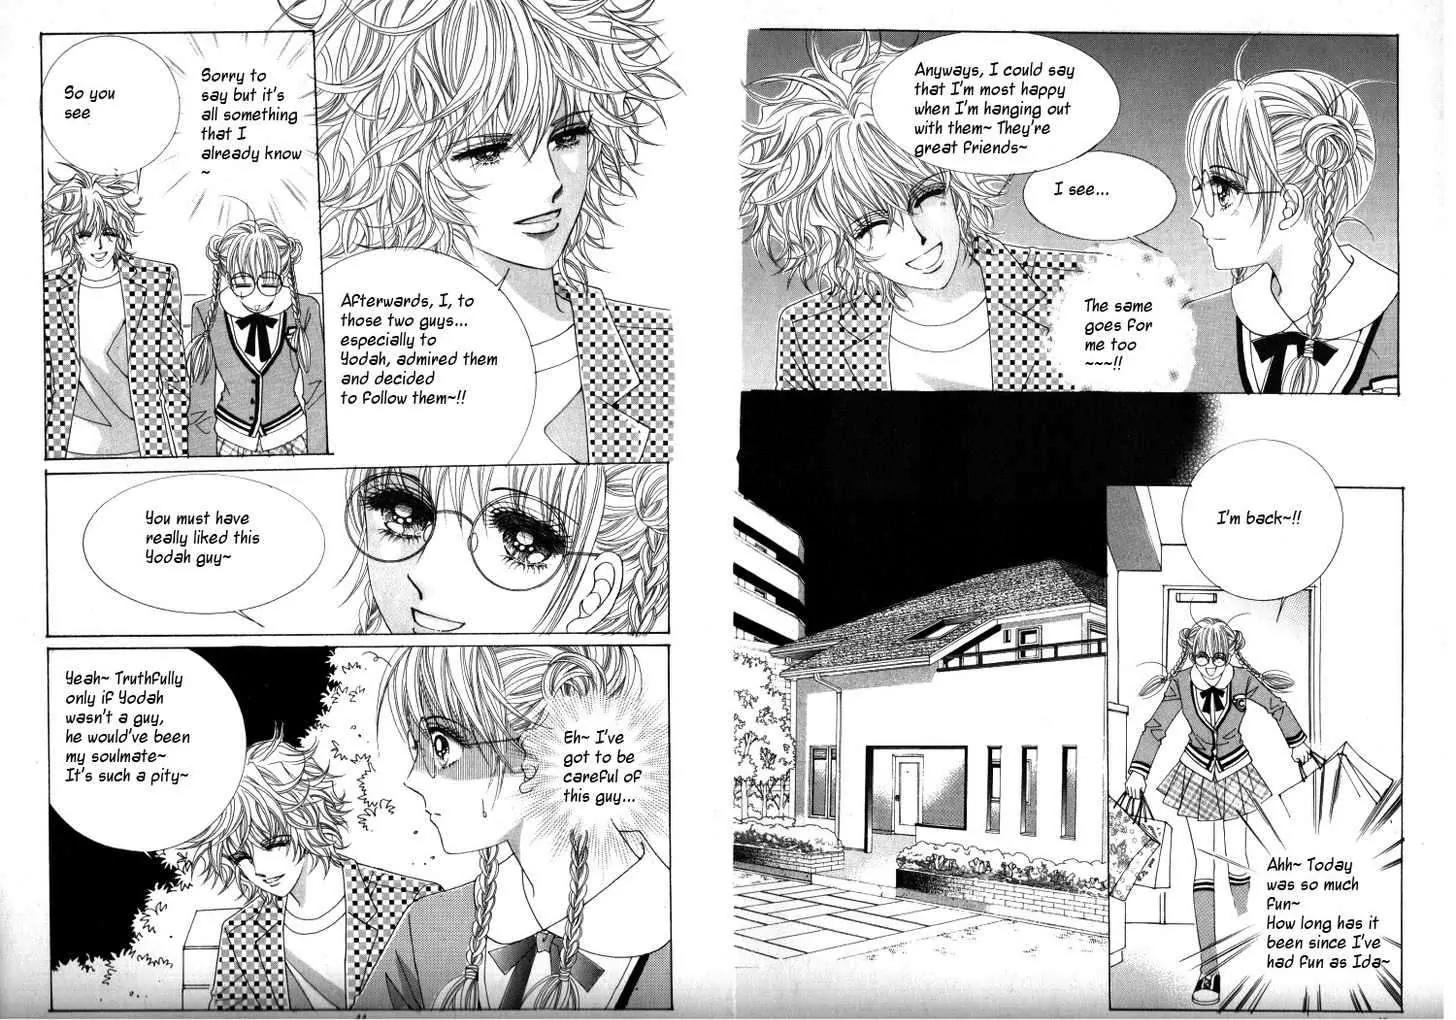 So you
see
Sorry to
say but it's
all something
that I
already know
~
Afterwards, I, to
those two guys...
especially to
Yodah, admired them
and decided
to follow them~!!
You must have
really liked this
Yodah guy~
Yeah~ Truthfully
only if Yodah
wasn't a guy,
he would've been
my soulmate~
It's such a pity~
Eh~ I've
got to be
careful of
this guy...
Anyways, I could say
that I'm most happy
when I'm hanging out
with them~ They're
great friends~
I see...
The same
goes for
me too
~~~!!
I'm back~!!
Ahh~ Today
was so much
fun~
How long has it
been since I've
had fun as Ida~